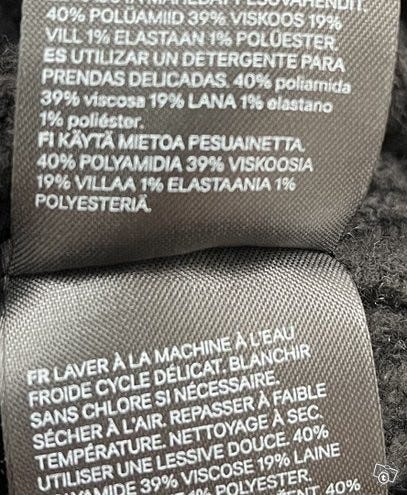 40% POLÜAMIID 39% VISKOOS 19%
VILL 1% ELASTAAN 1% POLÜESTER.
ES UTILIZAR UN DETERGENTE PARA
PRENDAS DELICADAS. 40% poliamida
39% viscosa 19% LANA 1% elastano
1% poliéster.
FI KÄYTÄ MIETOA PESUAINETTA.
40% POLYAMIDIA 39% VISKOOSIA
19% VILLAA 1% ELASTAANIA 1%
POLYESTERIÄ.
FR LAVER À LA MACHINE À L'EAU
FROIDE CYCLE DÉLICAT. BLANCHIR
SANS CHLORE SI NÉCESSAIRE.
SÉCHER À L'AIR. REPASSER À FAIBLE
TEMPÉRATURE. NETTOYAGE À SEC.
UTILISER UNE LESSIVE DOUCE. 40%
39% VISCOSE 19% LAINE
POLYESTER.
40%